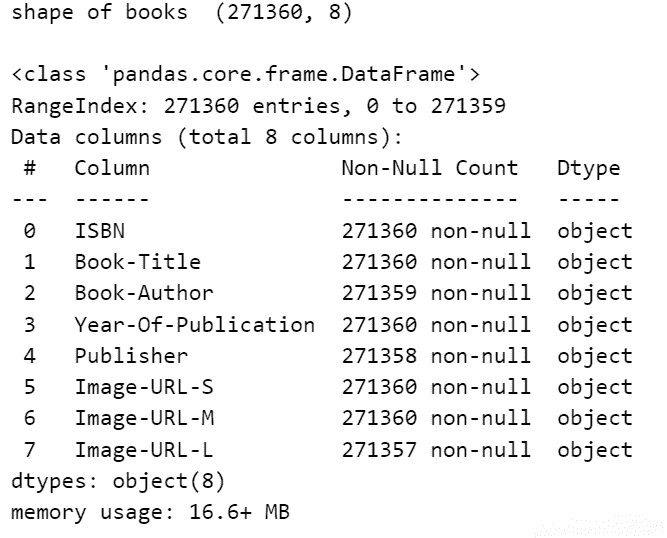 shape of books  (271360, 8)

<class 'pandas.core.frame.DataFrame'>
RangeIndex: 271360 entries, 0 to 271359
Data columns (total 8 columns):
 #   Column               Non-Null Count   Dtype
---  ------               --------------   -----
 0   ISBN                 271360 non-null  object
 1   Book-Title           271360 non-null  object
 2   Book-Author          271359 non-null  object
 3   Year-Of-Publication  271360 non-null  object
 4   Publisher            271358 non-null  object
 5   Image-URL-S          271360 non-null  object
 6   Image-URL-M          271360 non-null  object
 7   Image-URL-L          271357 non-null  object
dtypes: object(8)
memory usage: 16.6+ MB